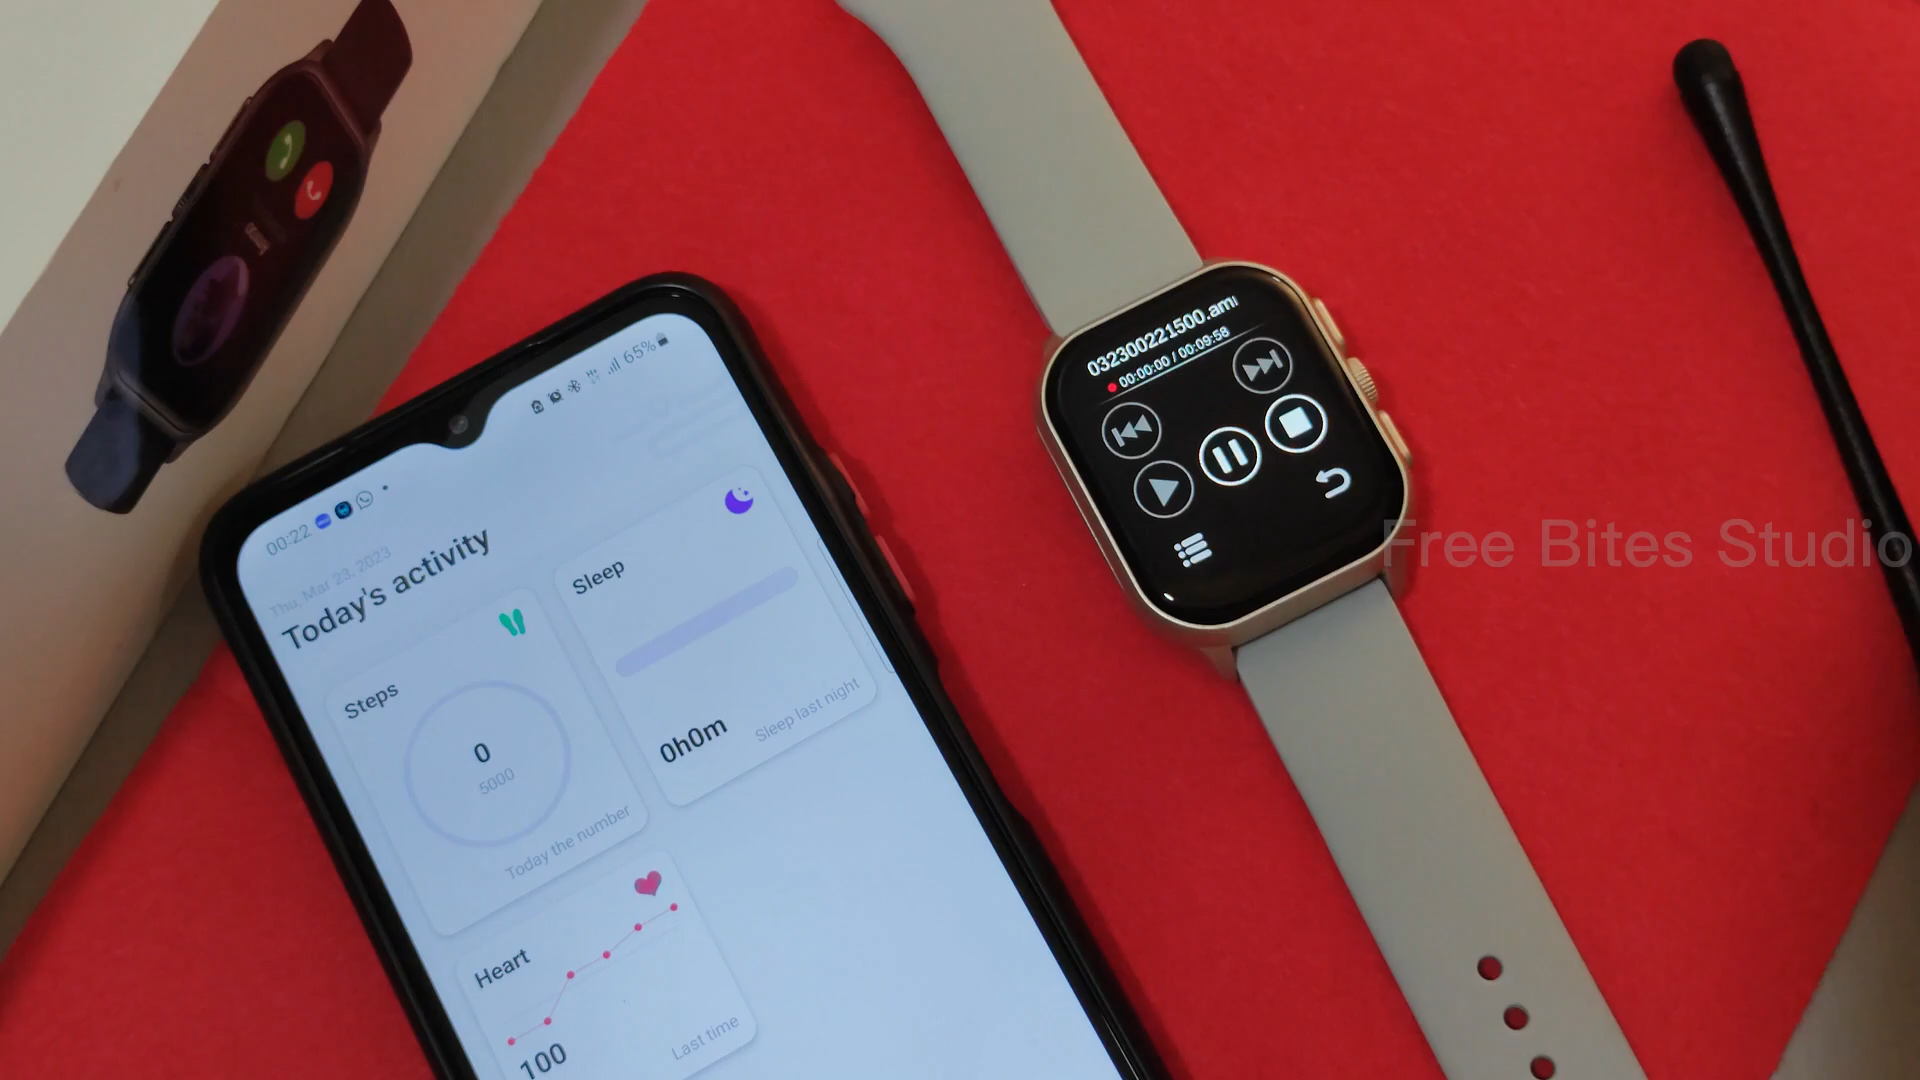 00:22
65%
Thu, Mar 23, 2023
Today's activity
Steps
0
5000
Today the number
Sleep
0h0m
Sleep last night
Heart
100
Last time
032300221500.am
00:00:00 / 00:09:58
Free Bites Studio